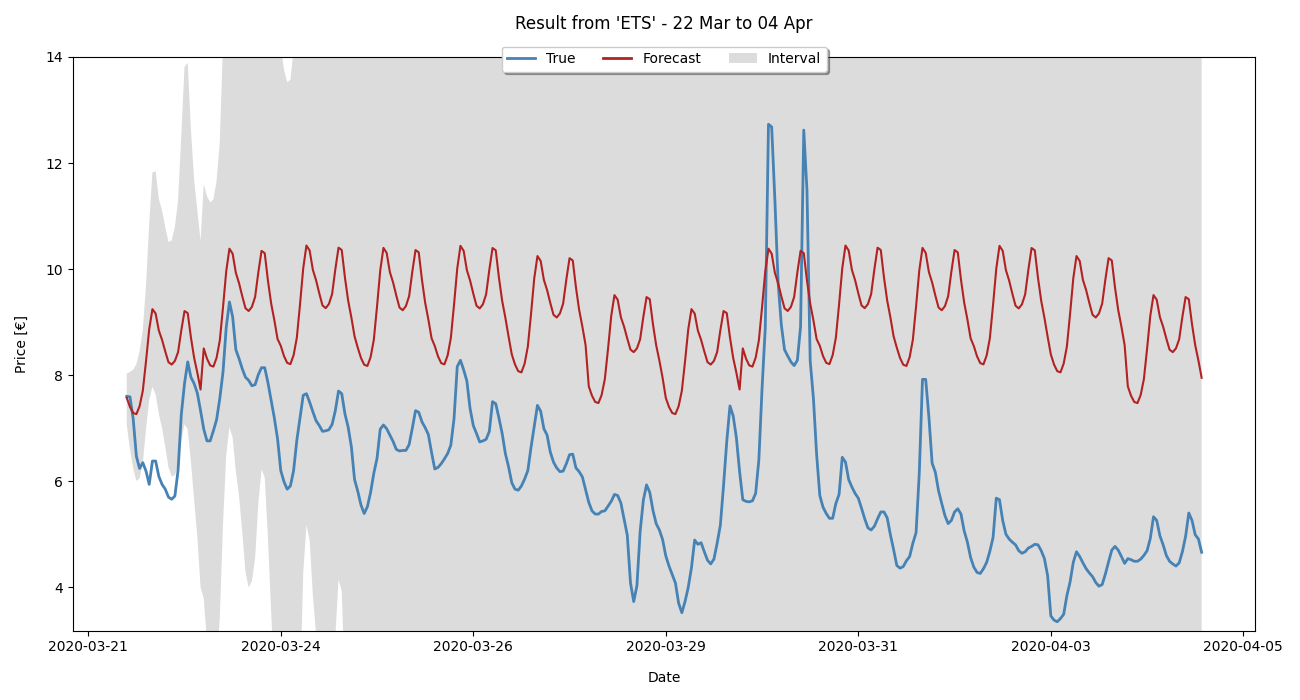 Result from 'ETS' - 22 Mar to 04 Apr
True Forecast Interval
14
12
10
8
6
4
Price [€]
2020-03-21 2020-03-24 2020-03-26 2020-03-29 2020-03-31 2020-04-03 2020-04-05
Date